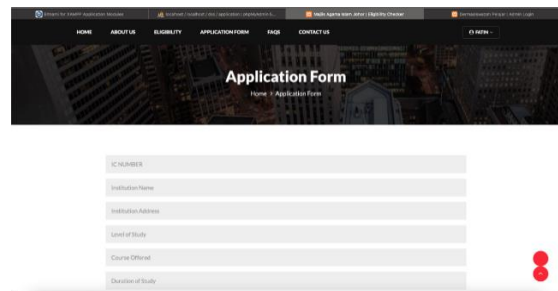 HOME ABOUT US ELIGIBILITY APPLICATION FORM FAQS CONTACT US FATIN
Application Form
Home Application Form
IC NUMBER
Institution Name
Institution Address
Level of Study
Course Offered
Duration of Study